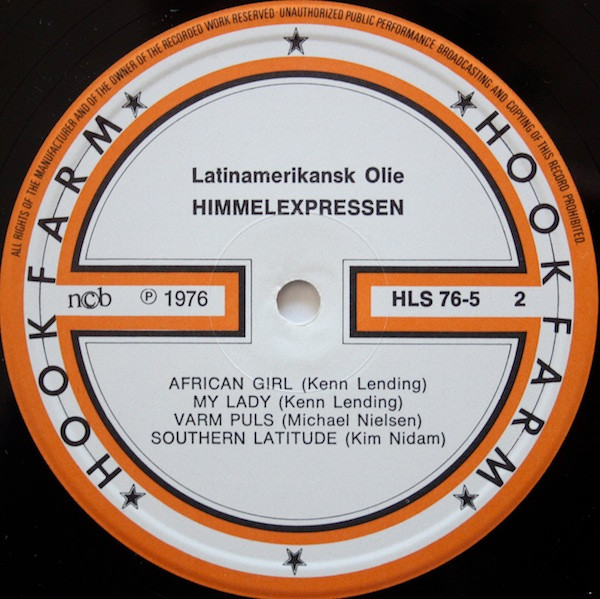 ALL RIGHTS OF THE MANUFACTURER AND OF THE OWNER OF THE RECORDED WORK RESERVED. UNAUTHORIZED PUBLIC PERFORMANCE, BROADCASTING AND COPYING OF THIS RECORD PROHIBITED.
HOOKFARM
HOOKFARM
Latinamerikansk Olie
HIMMELEXPRESSEN
ncb ℗ 1976
HLS 76-5 2
AFRICAN GIRL (Kenn Lending)
MY LADY (Kenn Lending)
VARM PULS (Michael Nielsen)
SOUTHERN LATITUDE (Kim Nidam)